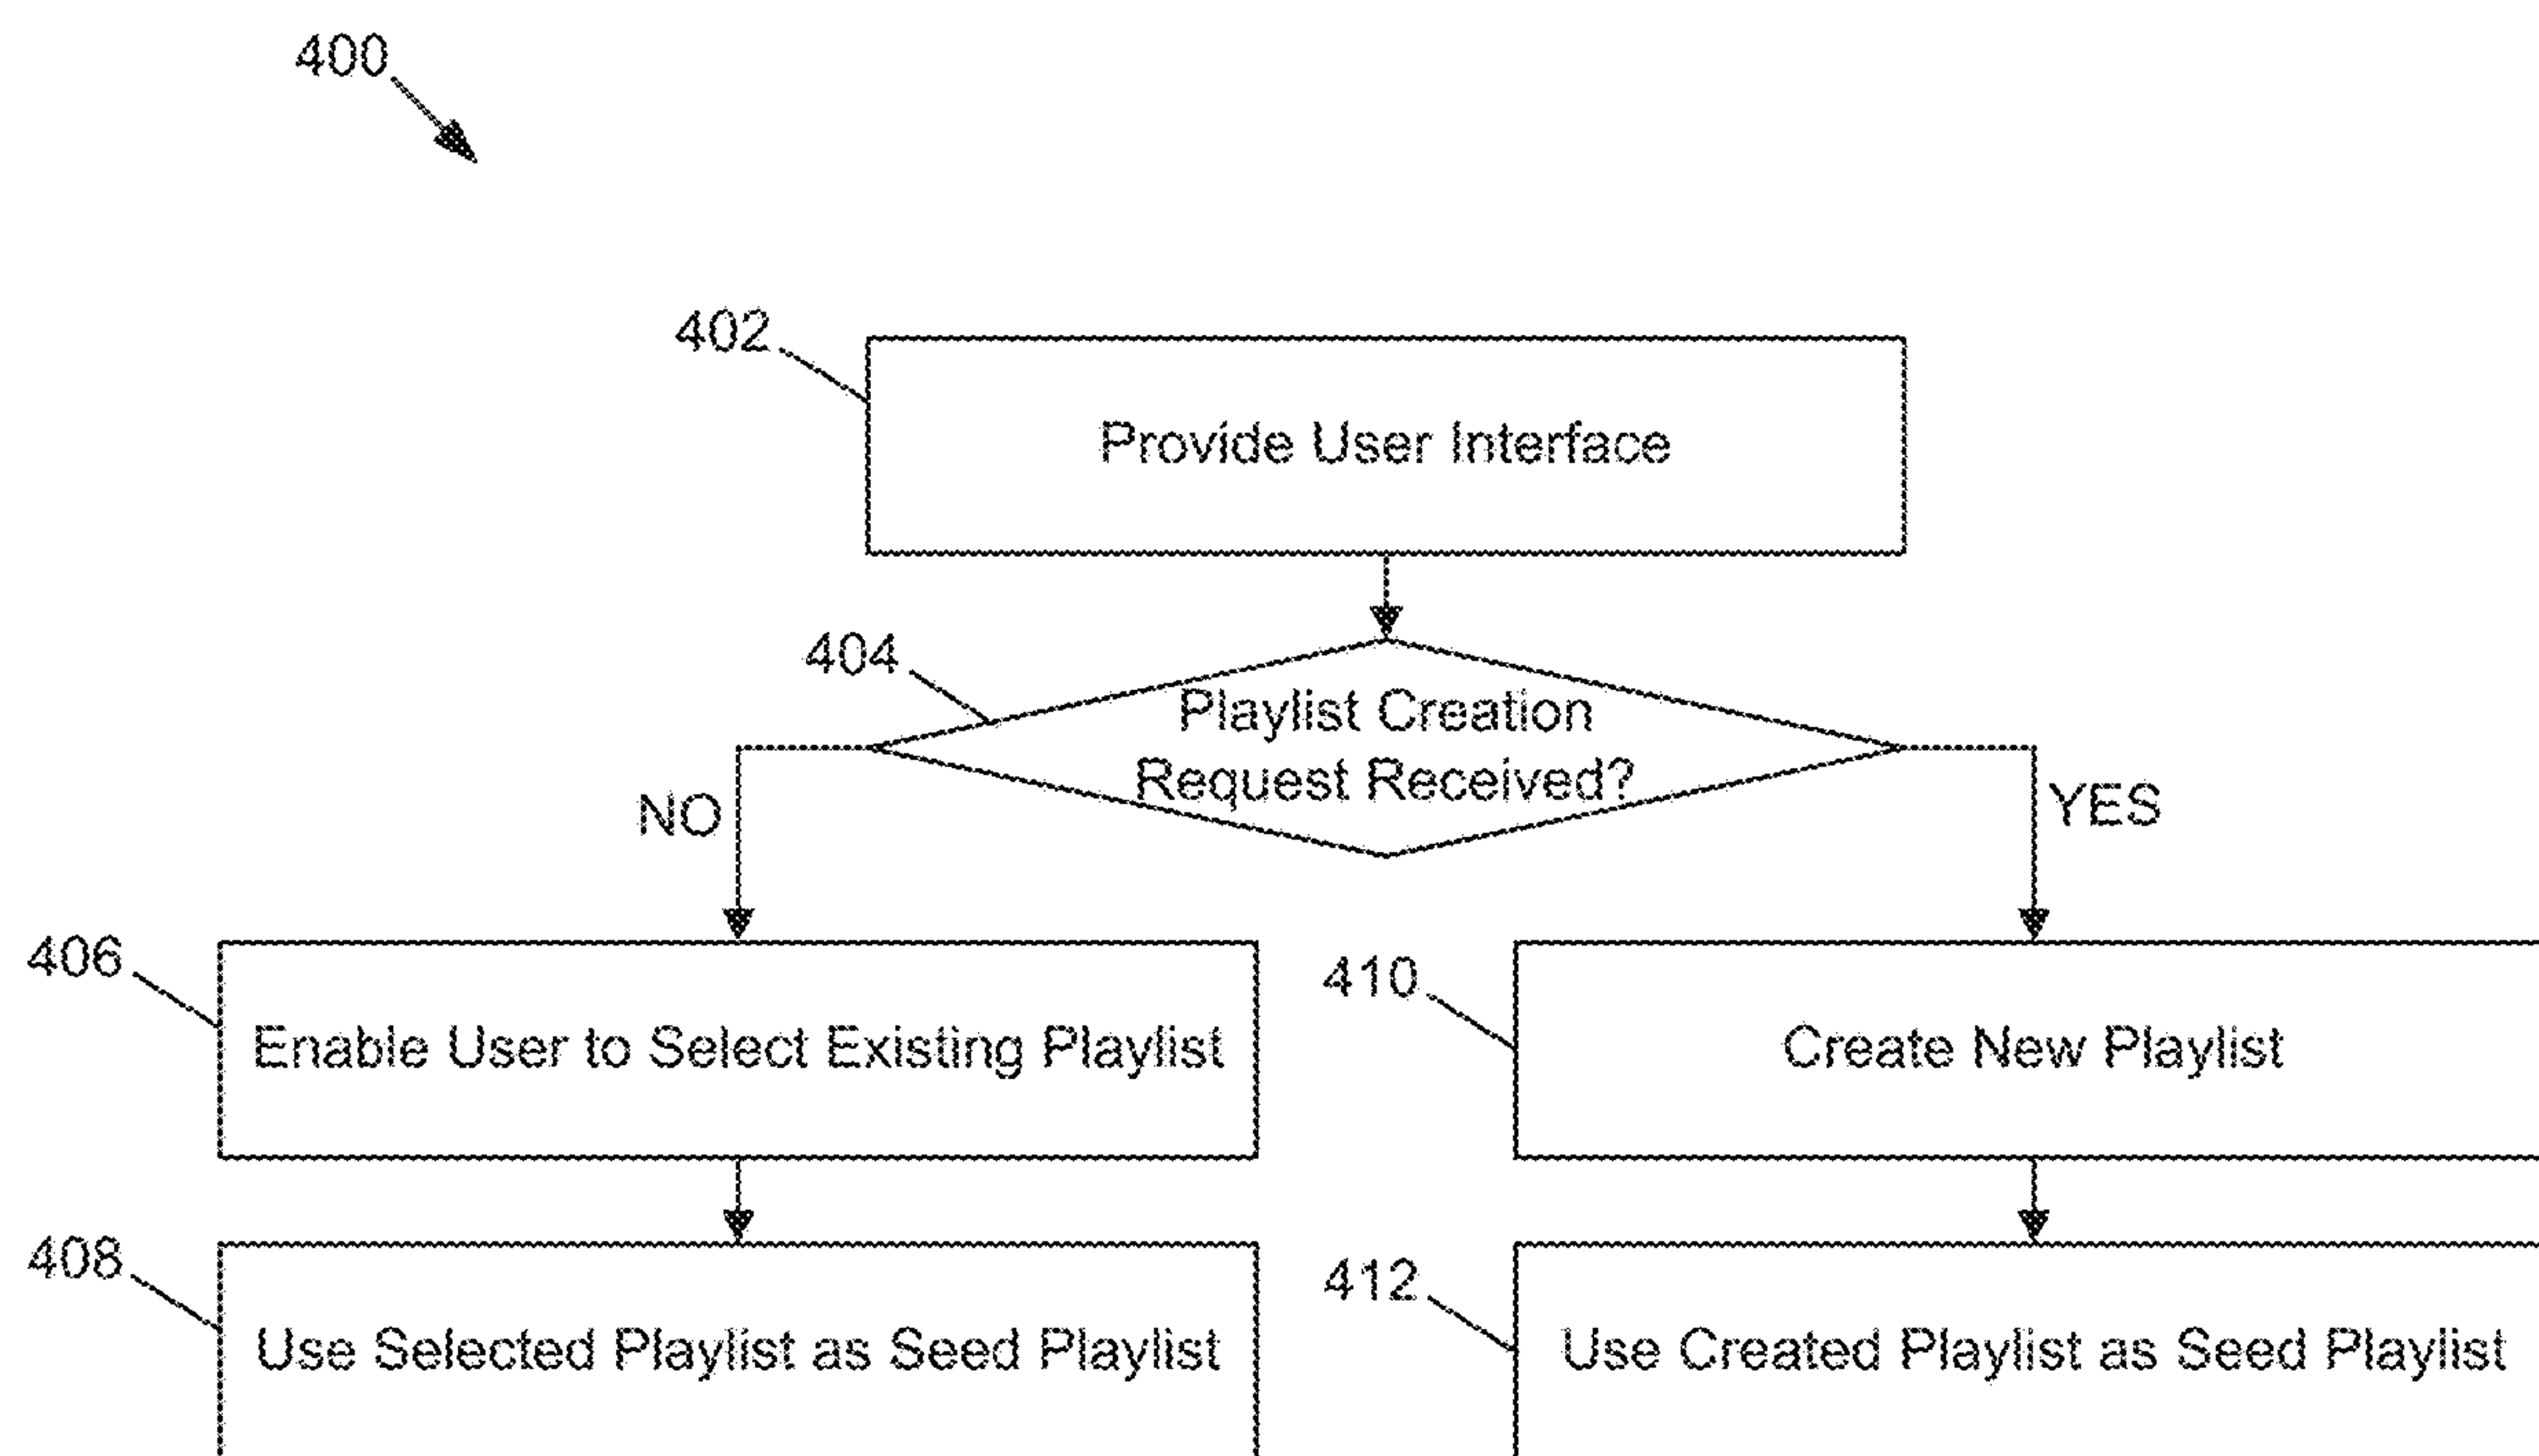 400
402
Provide User Interface
404
Playlist Creation
Request Received?
NO
YES
406
Enable User to Select Existing Playlist
410
Create New Playlist
408
Use Selected Playlist as Seed Playlist
412
Use Created Playlist as Seed Playlist